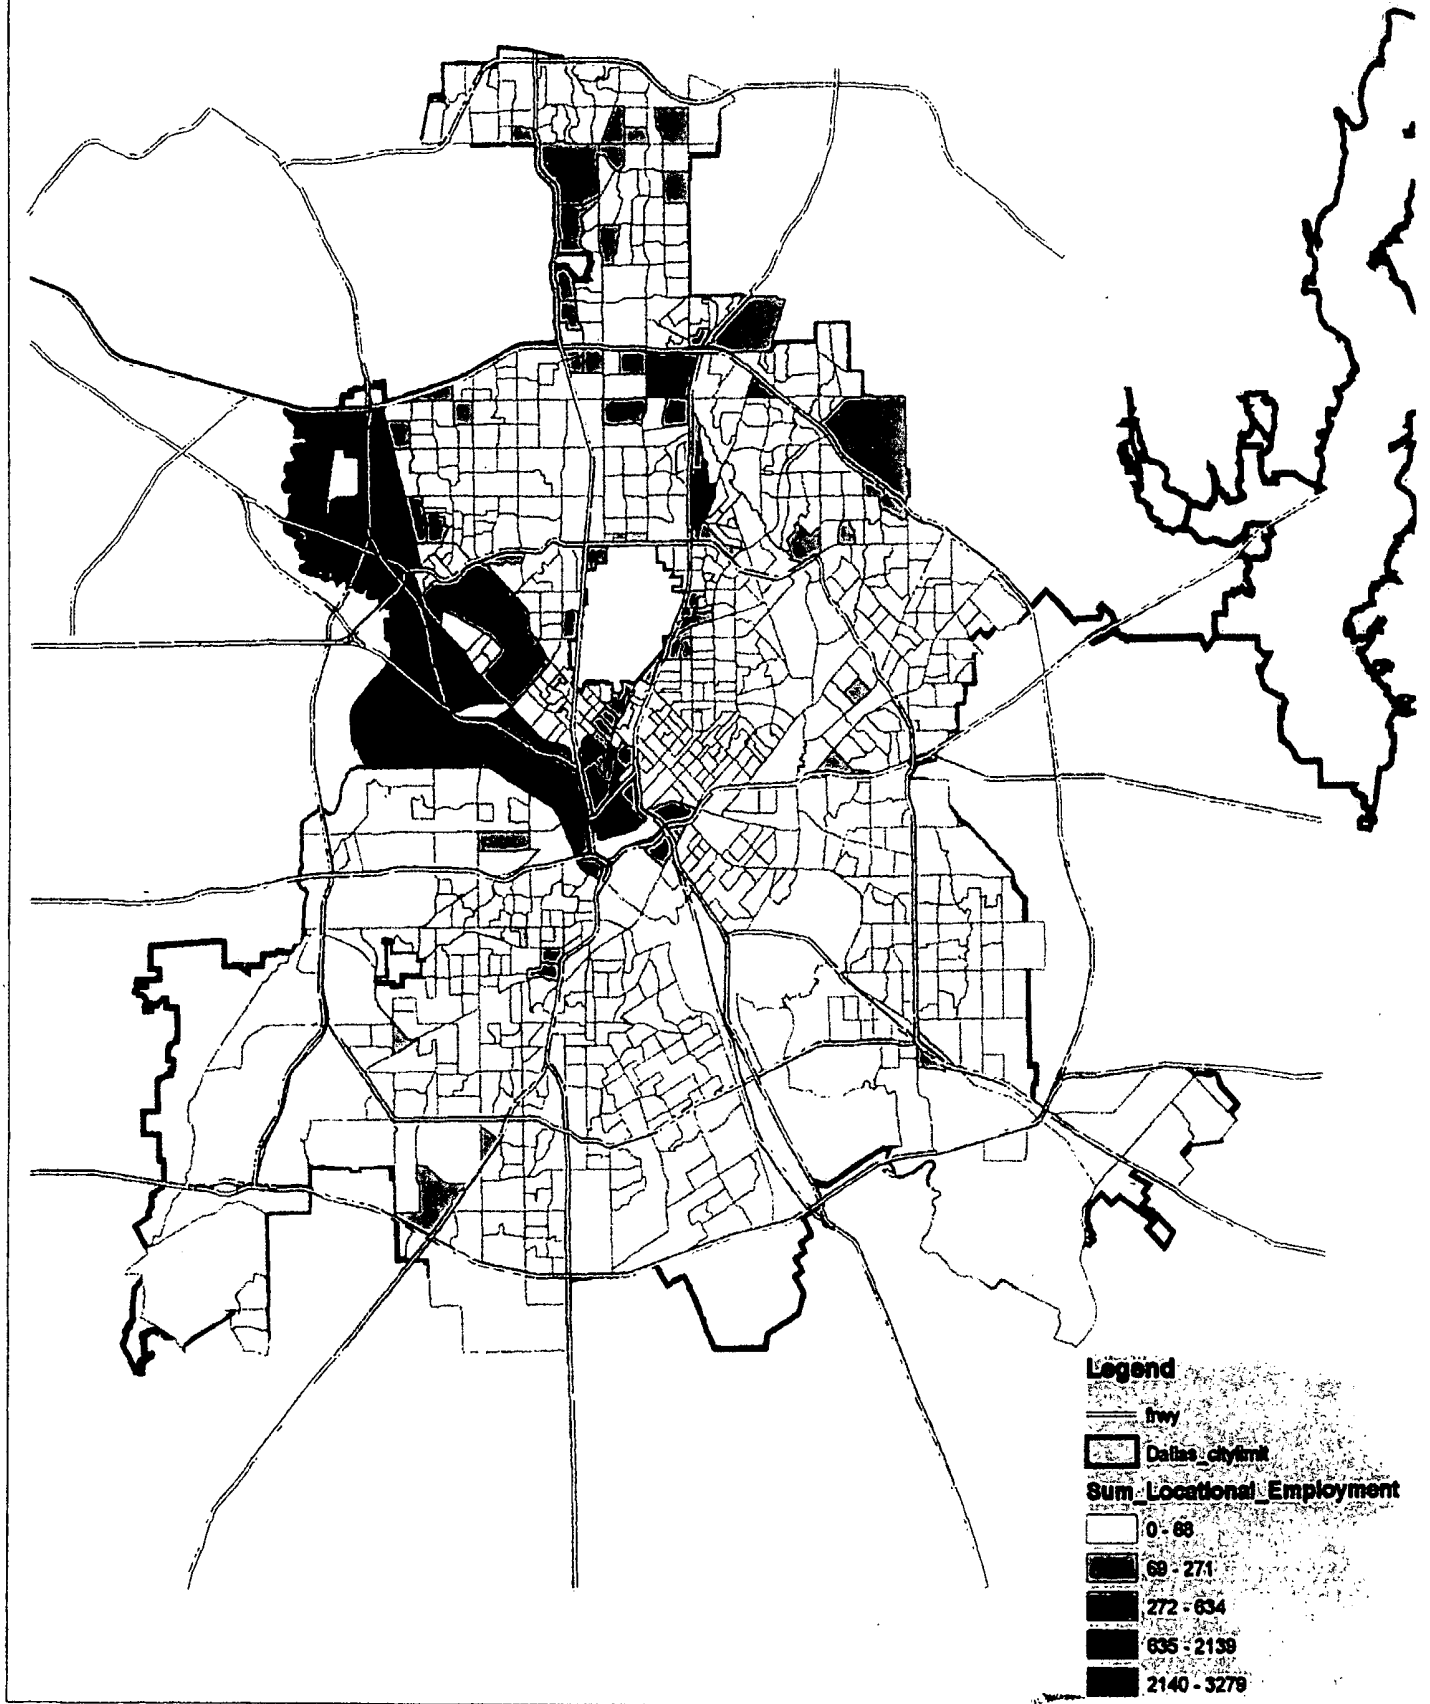 Legend
frwy
Dallas_citylimit
Sum_Locational_Employment
0 - 68
69 - 271
272 - 634
635 - 2139
2140 - 3279